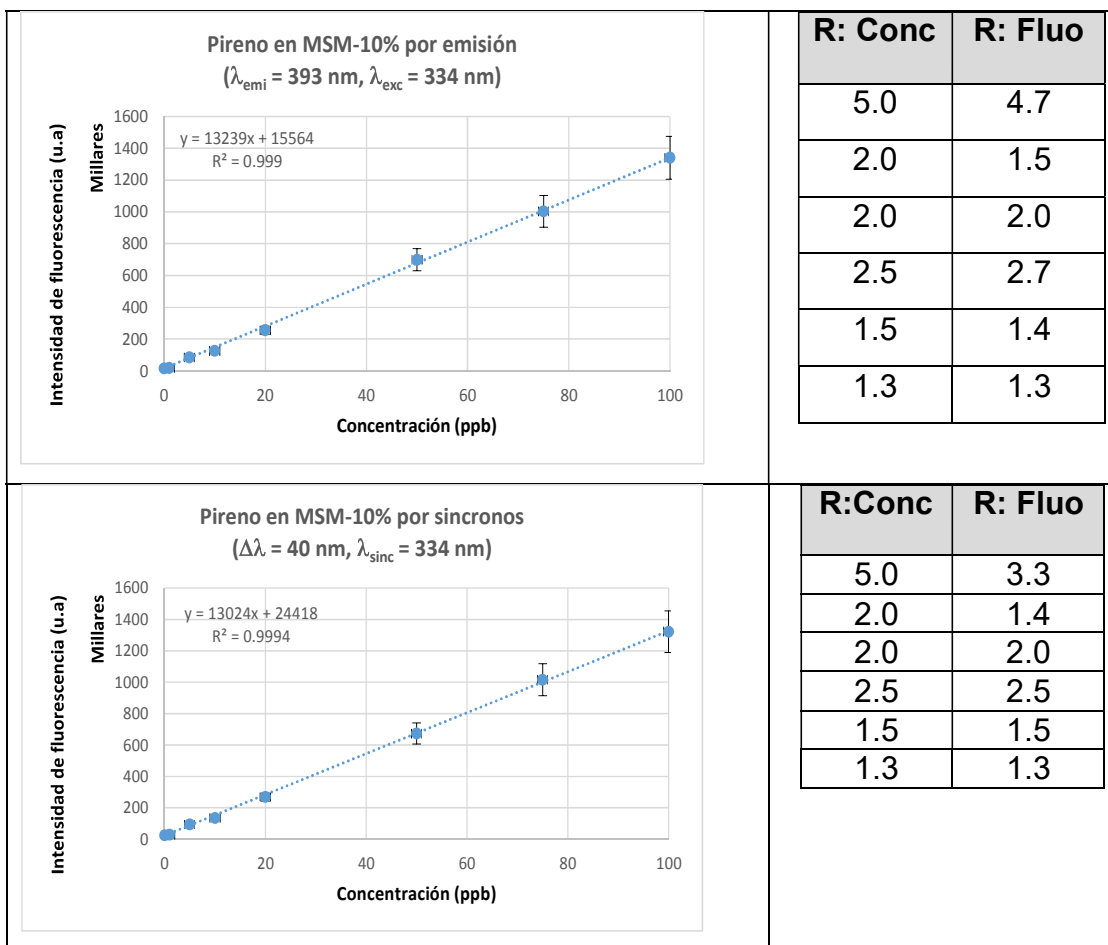 Pireno en MSM-10% por emisión
(λemi = 393 nm, λexc = 334 nm)
Intensidad de fluorescencia (u.a)
Millares
1600
1400
1200
1000
800
600
400
200
0
y = 13239x + 15564
R² = 0.999
0 20 40 60 80 100
Concentración (ppb)
R: Conc R: Fluo
5.0 4.7
2.0 1.5
2.0 2.0
2.5 2.7
1.5 1.4
1.3 1.3
Pireno en MSM-10% por sincronos
(Δλ = 40 nm, λsinc = 334 nm)
Intensidad de fluorescencia (u.a)
Millares
1600
1400
1200
1000
800
600
400
200
0
y = 13024x + 24418
R² = 0.9994
0 20 40 60 80 100
Concentración (ppb)
R:Conc R: Fluo
5.0 3.3
2.0 1.4
2.0 2.0
2.5 2.5
1.5 1.5
1.3 1.3